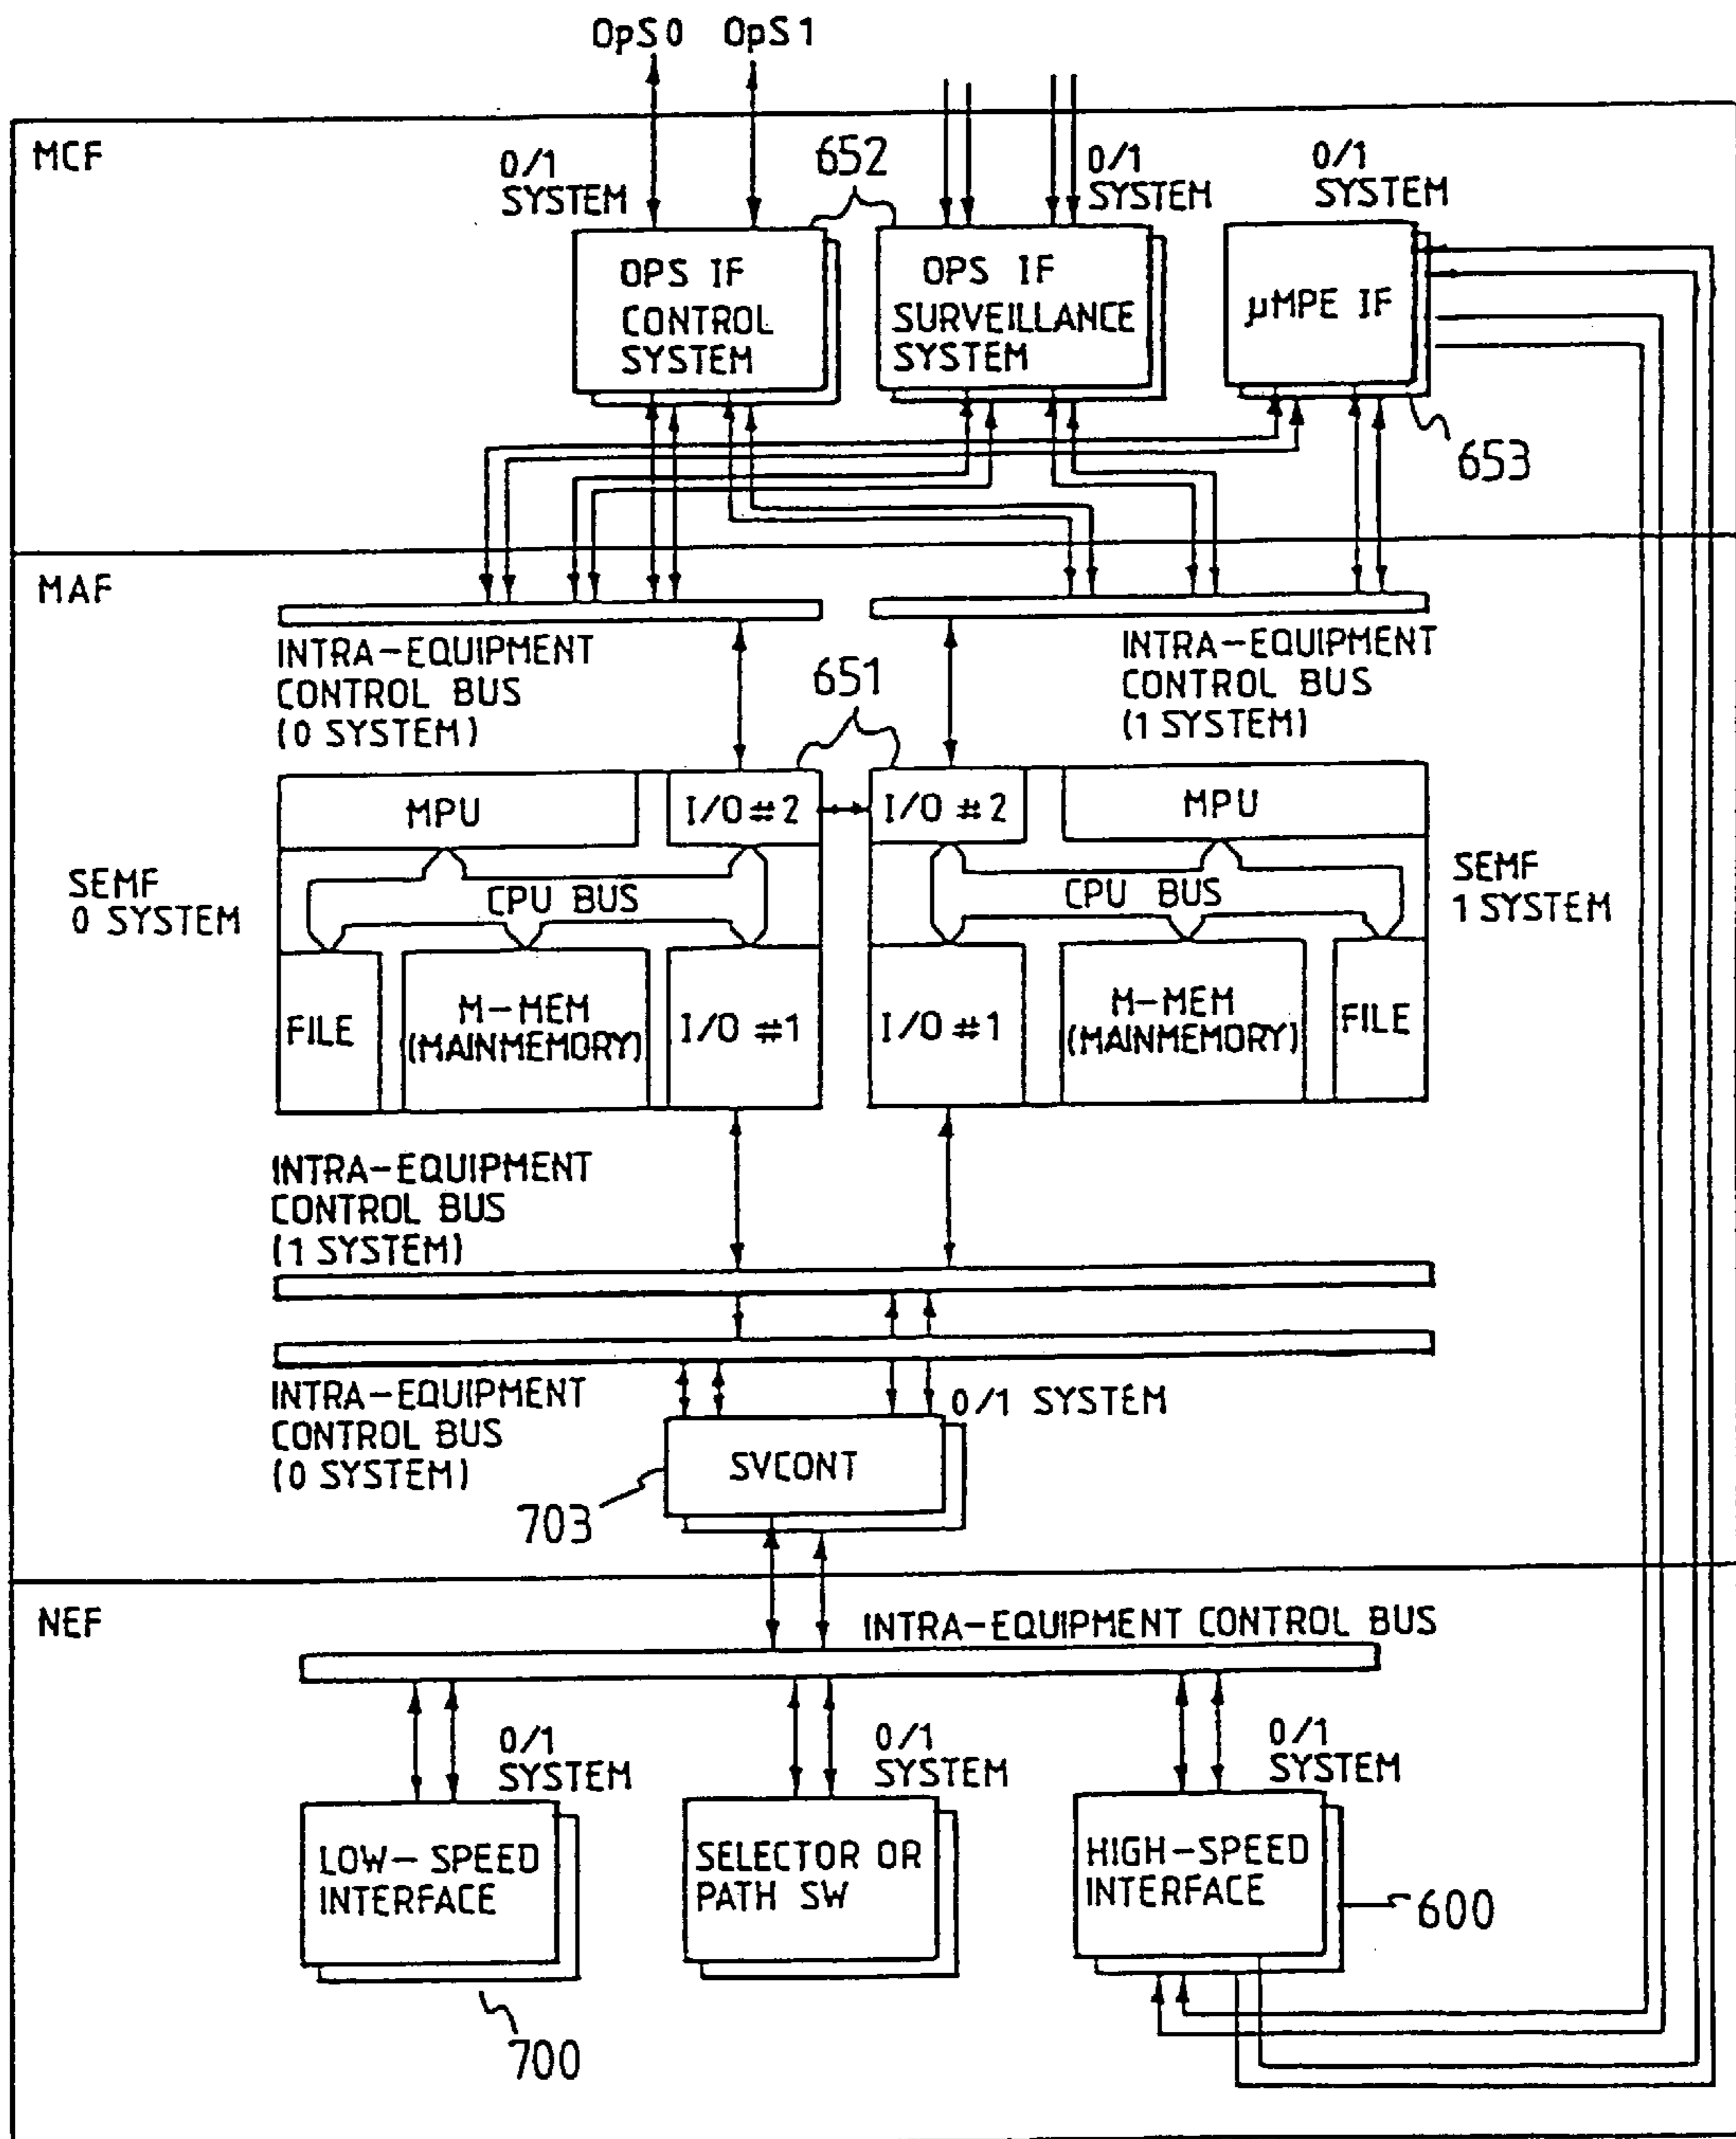 OpS0 OpS1
MCF
0/1
SYSTEM
652
0/1
SYSTEM
0/1
SYSTEM
OPS IF
CONTROL
SYSTEM
OPS IF
SURVEILLANCE
SYSTEM
μMPE IF
653
MAF
INTRA-EQUIPMENT
CONTROL BUS
(0 SYSTEM)
651
INTRA-EQUIPMENT
CONTROL BUS
(1 SYSTEM)
SEMF
0 SYSTEM
MPU
I/O #2
CPU BUS
FILE
M-MEM
(MAINMEMORY)
I/O #1
I/O #2
MPU
CPU BUS
I/O #1
M-MEM
(MAINMEMORY)
FILE
SEMF
1 SYSTEM
INTRA-EQUIPMENT
CONTROL BUS
(1 SYSTEM)
INTRA-EQUIPMENT
CONTROL BUS
(0 SYSTEM)
0/1 SYSTEM
SVCONT
703
NEF
INTRA-EQUIPMENT CONTROL BUS
0/1
SYSTEM
0/1
SYSTEM
0/1
SYSTEM
LOW-SPEED
INTERFACE
SELECTOR OR
PATH SW
HIGH-SPEED
INTERFACE
600
700